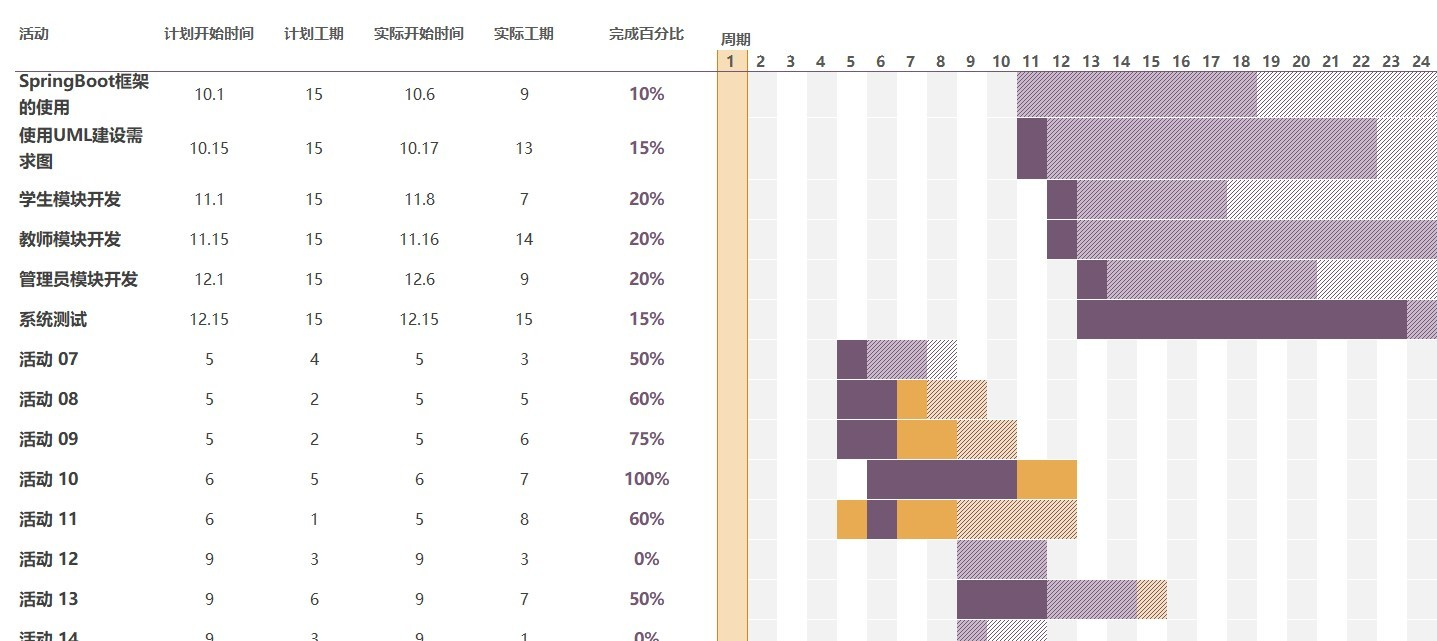 活动 计划开始时间 计划工期 实际开始时间 实际工期 完成百分比 周期
1 2 3 4 5 6 7 8 9 10 11 12 13 14 15 16 17 18 19 20 21 22 23 24
SpringBoot框架
的使用 10.1 15 10.6 9 10%
使用UML建设需
求图 10.15 15 10.17 13 15%
学生模块开发 11.1 15 11.8 7 20%
教师模块开发 11.15 15 11.16 14 20%
管理员模块开发 12.1 15 12.6 9 20%
系统测试 12.15 15 12.15 15 15%
活动 07 5 4 5 3 50%
活动 08 5 2 5 5 60%
活动 09 5 2 5 6 75%
活动 10 6 5 6 7 100%
活动 11 6 1 5 8 60%
活动 12 9 3 9 3 0%
活动 13 9 6 9 7 50%
活动 14 9 3 9 1 0%